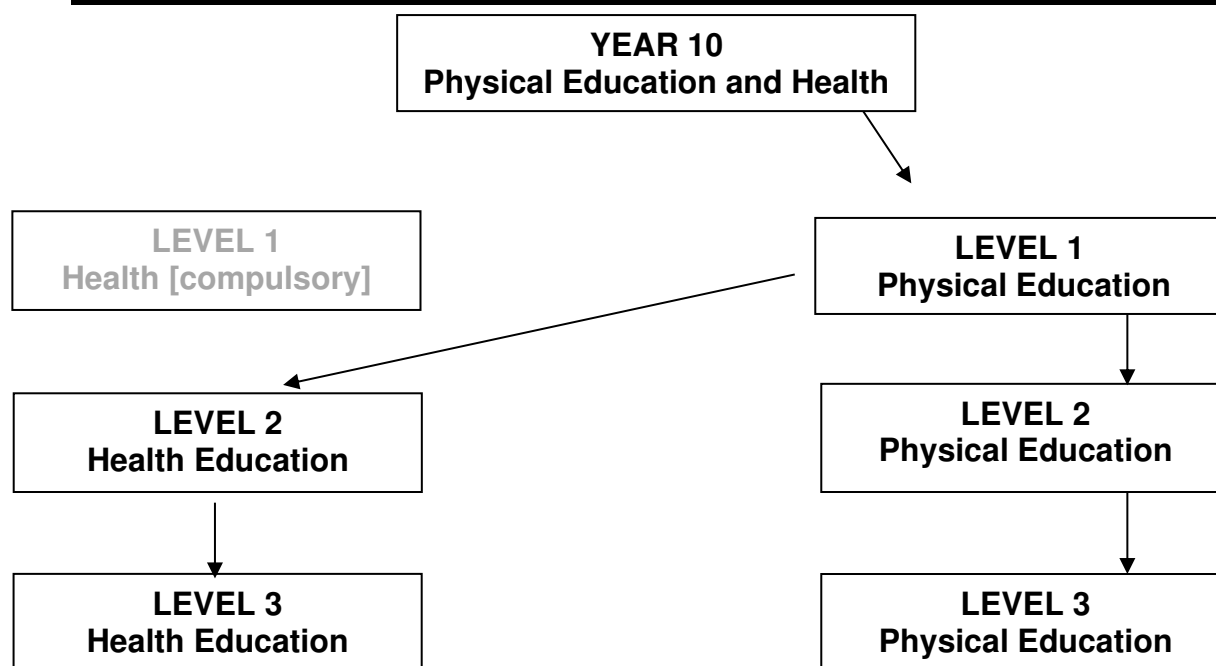 YEAR 10
Physical Education and Health
LEVEL 1
Health [compulsory]
LEVEL 1
Physical Education
LEVEL 2
Health Education
LEVEL 2
Physical Education
LEVEL 3
Health Education
LEVEL 3
Physical Education